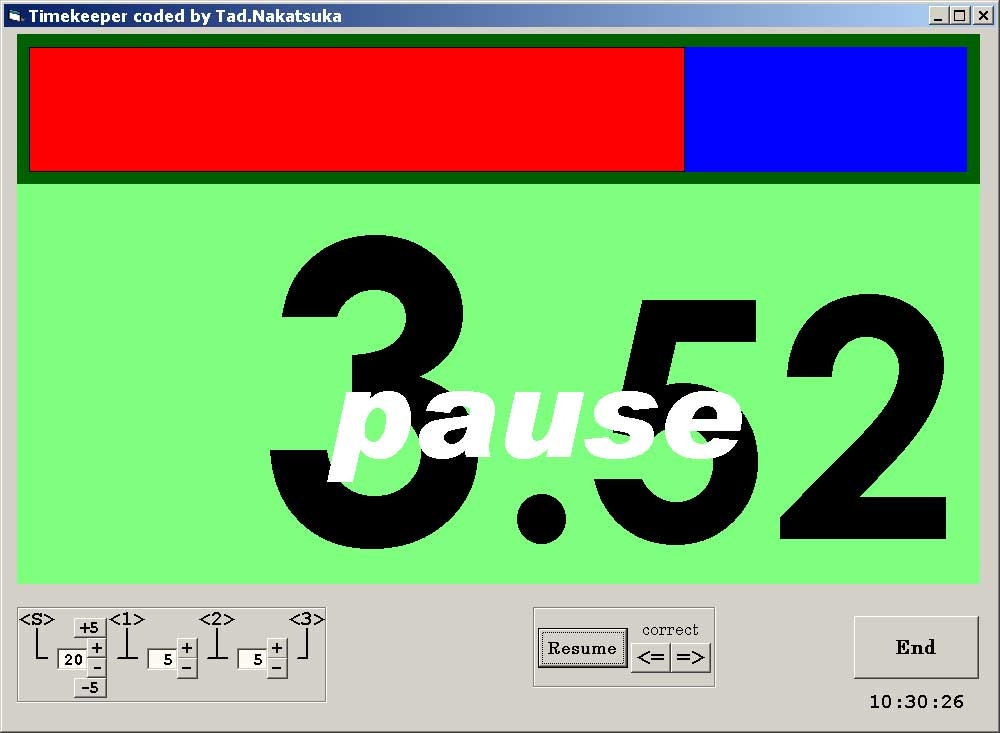 Timekeeper coded by Tad.Nakatsuka
3.52
pause
<S> <1> <2> <3>
+5
20 + 5 + 5 +
- - -
-5
correct
Resume <= =>
End
10:30:26